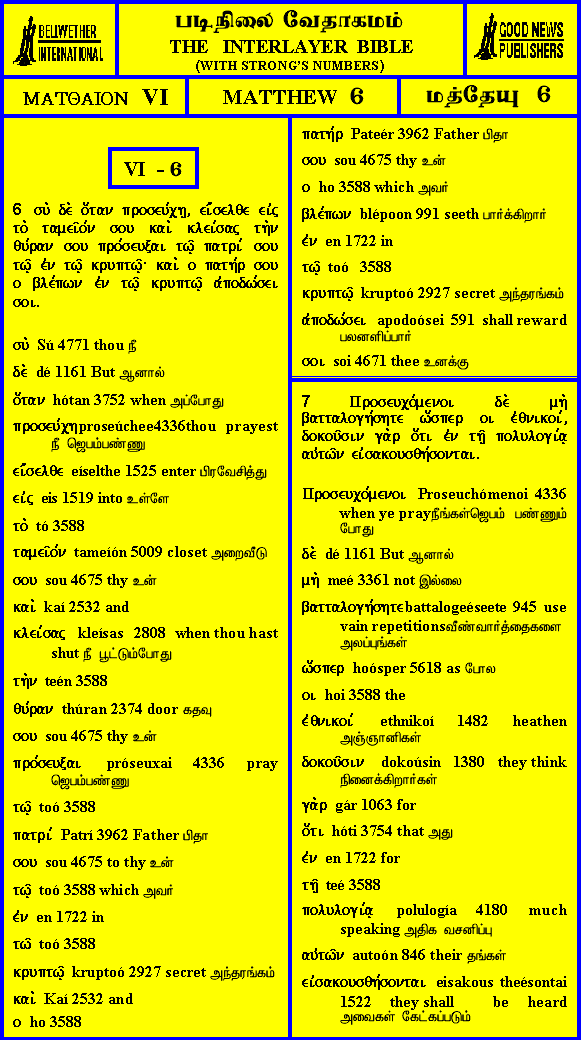 BELLWETHER
INTERNATIONAL
படிநிலை வேதாகமம்
THE INTERLAYER BIBLE
(WITH STRONG'S NUMBERS)
GOOD NEWS
PUBLISHERS
ΜΑΤΘΑΙΟΝ VI
MATTHEW 6
மத்தேயு 6
VI - 6
6 σὺ δὲ ὅταν προσεύχῃ, εἴσελθε εἰς
τὸ ταμεῖόν σου καὶ κλείσας τὴν
θύραν σου πρόσευξαι τῷ πατρί σου
τῷ ἐν τῷ κρυπτῷ· καὶ ο πατήρ σου
ο βλέπων ἐν τῷ κρυπτῷ ἀποδώσει
σοι..
σὺ Sú 4771 thou நீ
δὲ dé 1161 But ஆனால்
ὅταν hótan 3752 when அப்போது
προσεύχῃproseúchee4336thou prayest
நீ ஜெபம்பண்ணு
εἴσελθε eíselthe 1525 enter பிரவேசித்து
εἰς eis 1519 into உள்ளே
τὸ tó 3588
ταμεῖόν tameíón 5009 closet அறைவீடு
σου sou 4675 thy உன்
καὶ kaí 2532 and
κλείσας kleísas 2808 when thou hast
shut நீ பூட்டும்போது
τὴν teén 3588
θύραν thúran 2374 door கதவு
σου sou 4675 thy உன்
πρόσευξαι próseuxai 4336 pray
ஜெபம்பண்ணு
τῷ toó 3588
πατρί Patrí 3962 Father பிதா
σου sou 4675 to thy உன்
τῷ toó 3588 which அவர்
ἐν en 1722 in
τῶ toó 3588
κρυπτῷ kruptoó 2927 secret அந்தரங்கம்
καὶ Kaí 2532 and
ο ho 3588
πατήρ Pateér 3962 Father பிதா
σου sou 4675 thy உன்
ο ho 3588 which அவர்
βλέπων blépoon 991 seeth பார்க்கிறார்
ἐν en 1722 in
τῷ toó 3588
κρυπτῷ kruptoó 2927 secret அந்தரங்கம்
ἀποδώσει apodoósei 591 shall reward
பலனளிப்பார்
σοι soi 4671 thee உனக்கு
7 Προσευχόμενοι δὲ μὴ
βατταλογήσητε ὥσπερ οι ἐθνικοί,
δοκοῦσιν γὰρ ὅτι ἐν τῇ πολυλογίᾳ
αὐτῶν εἰσακουσθήσονται..
Προσευχόμενοι Proseuchómenoi 4336
when ye prayநீங்கள்ஜெபம் பண்ணும்
போது
δὲ dé 1161 But ஆனால்
μὴ meé 3361 not இல்லை
βατταλογήσητεbattalogeéseete 945 use
vain repetitionsவீண்வார்த்தைகளை
அலப்புங்கள்
ὥσπερ hoósper 5618 as போல
οι hoi 3588 the
ἐθνικοί ethnikoí 1482 heathen
அஞ்ஞானிகள்
δοκοῦσιν dokoúsin 1380 they think
நினைக்கிறார்கள்
γὰρ gár 1063 for
ὅτι hóti 3754 that அது
ἐν en 1722 for
τῇ teé 3588
πολυλογίᾳ polulogía 4180 much
speaking அதிக வசனிப்பு
αὐτῶν autoón 846 their தங்கள்
εἰσακουσθήσονται eisakous theésontai
1522 they shall be heard
அவைகள் கேட்கப்படும்